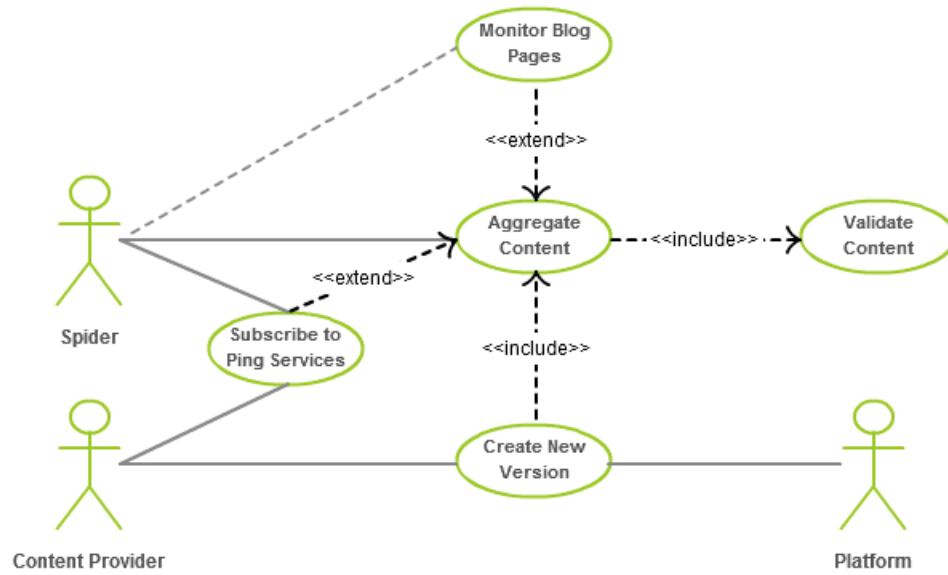 Monitor Blog
Pages
<<extend>>
Aggregate
Content
<<include>>
Validate
Content
<<extend>>
Spider
Subscribe to
Ping Services
<<include>>
Create New
Version
Content Provider
Platform